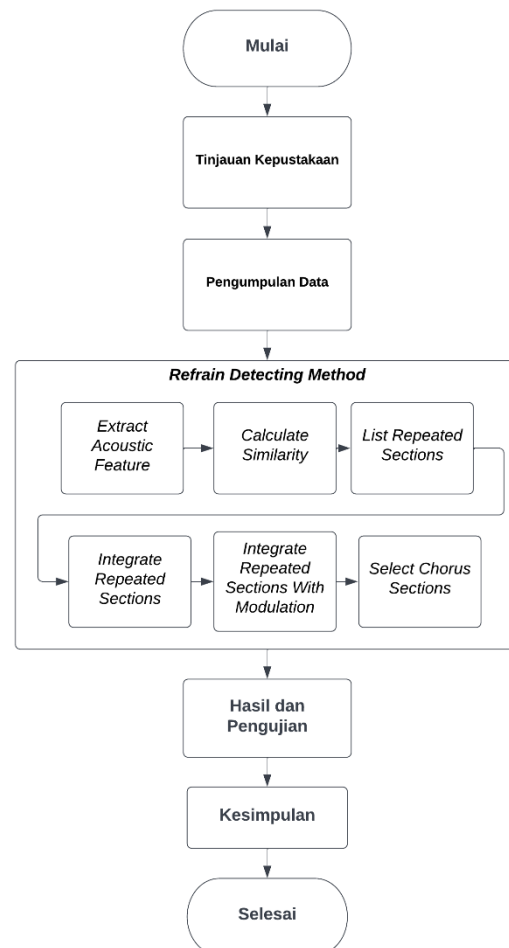 Mulai
Tinjauan Kepustakaan
Pengumpulan Data
Refrain Detecting Method
Extract
Acoustic
Feature
Calculate
Similarity
List Repeated
Sections
Integrate
Repeated
Sections
Integrate
Repeated
Sections With
Modulation
Select Chorus
Sections
Hasil dan
Pengujian
Kesimpulan
Selesai